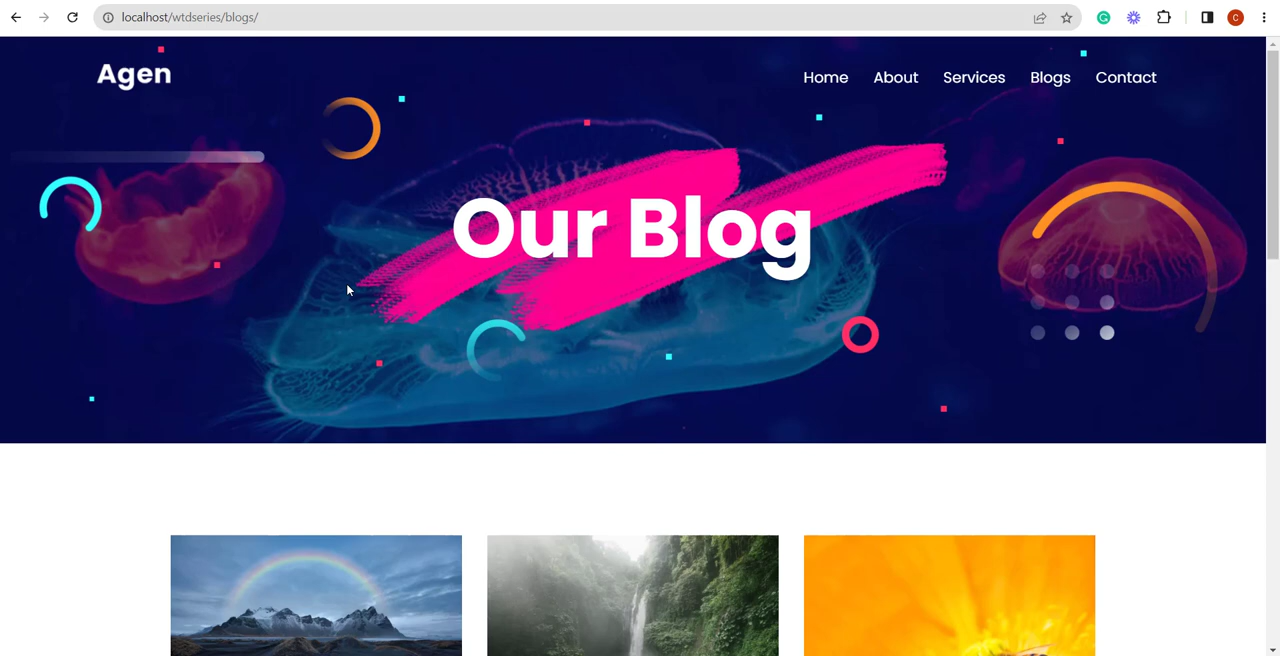 localhost/wtdseries/blogs/
C
Agen
Home About Services Blogs Contact
Our Blog